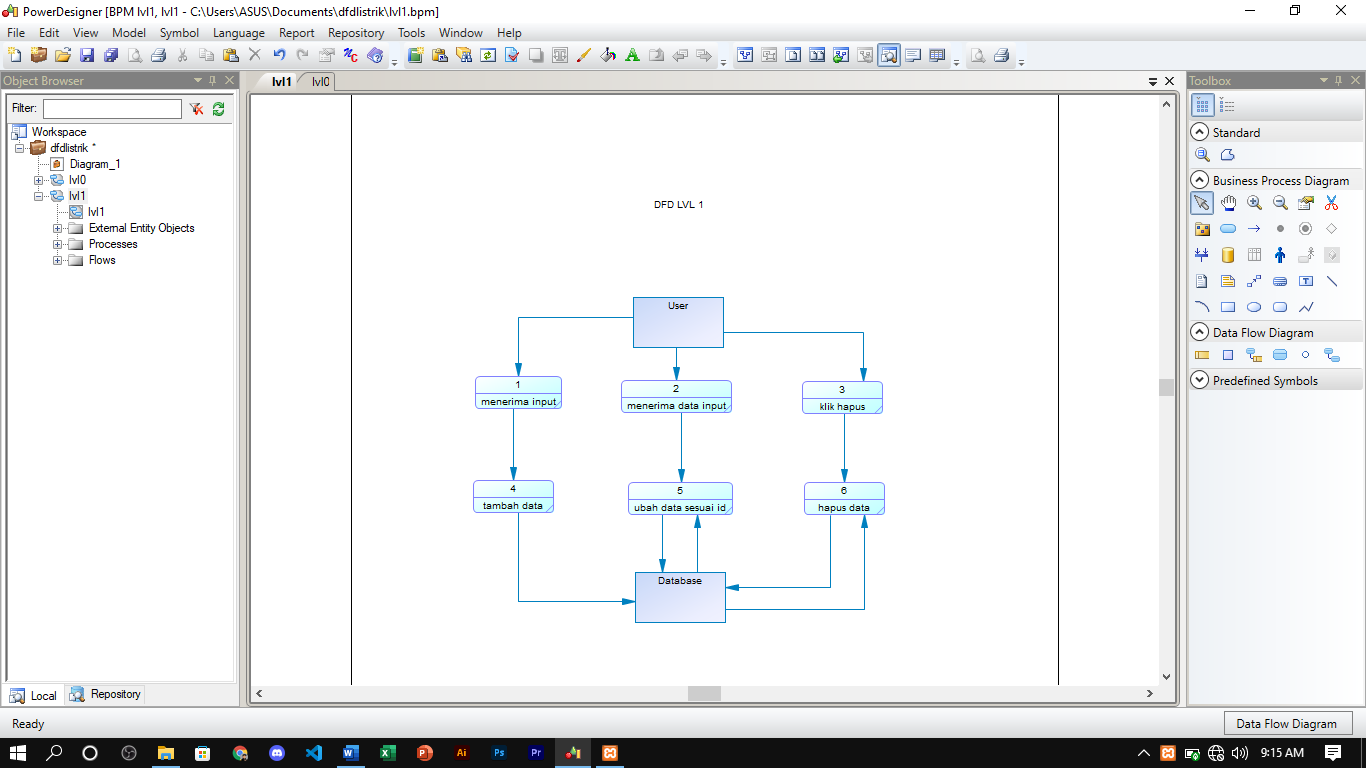 PowerDesigner [BPM lvl1, lvl1 - C:\Users\ASUS\Documents\dfdlistrik\lvl1.bpm]
File Edit View Model Symbol Language Report Repository Tools Window Help
Object Browser
Filter:
Workspace
dfdlistrik *
Diagram_1
lvl0
lvl1
lvl1
External Entity Objects
Processes
Flows
Local Repository
lvl1 lvl0
DFD LVL 1
User
1
menerima input
2
menerima data input
3
klik hapus
4
tambah data
5
ubah data sesuai id
6
hapus data
Database
Toolbox
Standard
Business Process Diagram
Data Flow Diagram
Predefined Symbols
Ready
Data Flow Diagram
9:15 AM